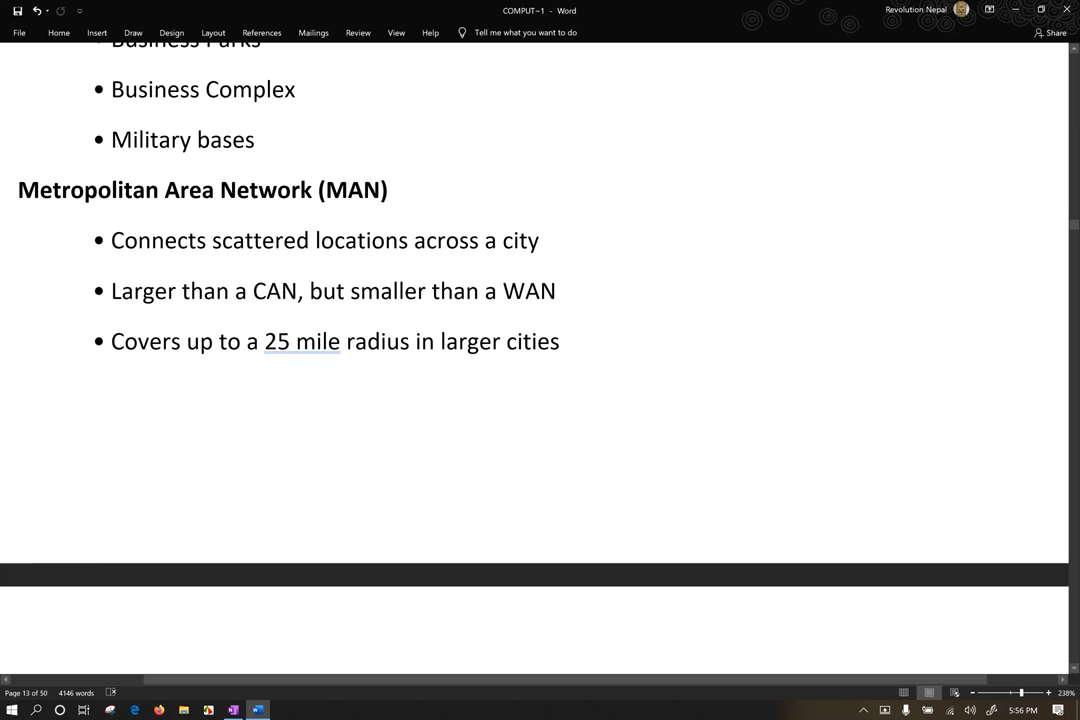 COMPUT~1 - Word
Revolution Nepal
File Home Insert Draw Design Layout References Mailings Review View Help Tell me what you want to do Share
Business Parks
• Business Complex
• Military bases
Metropolitan Area Network (MAN)
• Connects scattered locations across a city
• Larger than a CAN, but smaller than a WAN
• Covers up to a 25 mile radius in larger cities
Page 13 of 50 4146 words 238%
5:56 PM